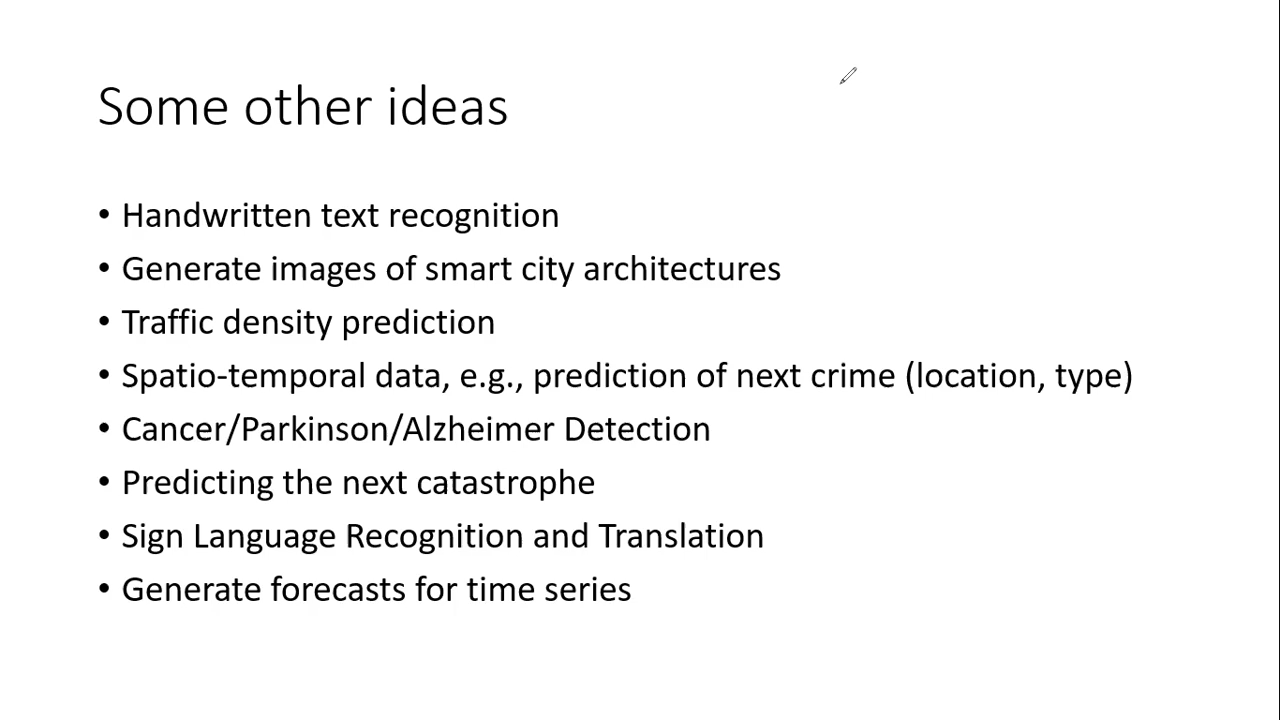 Some other ideas
• Handwritten text recognition
• Generate images of smart city architectures
• Traffic density prediction
• Spatio-temporal data, e.g., prediction of next crime (location, type)
• Cancer/Parkinson/Alzheimer Detection
• Predicting the next catastrophe
• Sign Language Recognition and Translation
• Generate forecasts for time series